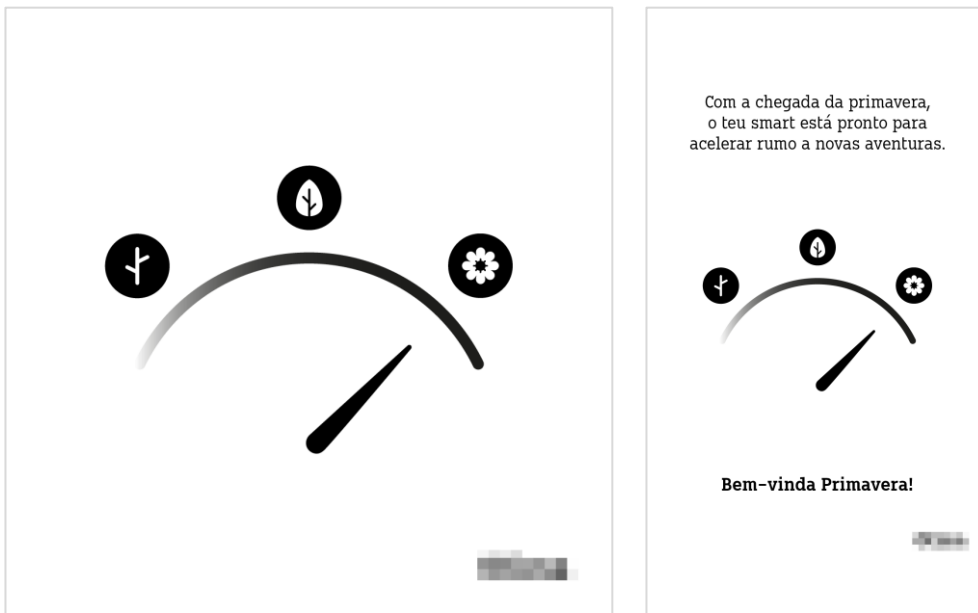 Com a chegada da primavera,
o teu smart está pronto para
acelerar rumo a novas aventuras.
Bem-vinda Primavera!